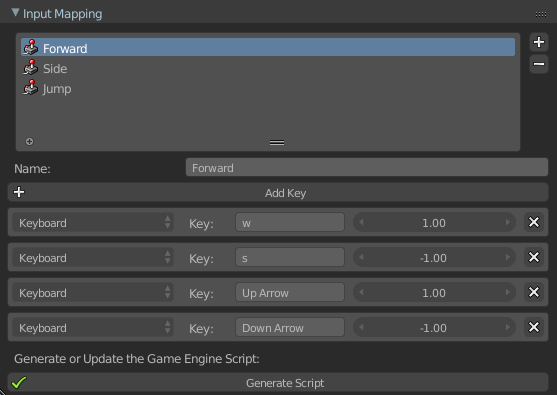 Input Mapping
Forward
Side
Jump
Name: Forward
Add Key
Keyboard Key: w 1.00
Keyboard Key: s -1.00
Keyboard Key: Up Arrow 1.00
Keyboard Key: Down Arrow -1.00
Generate or Update the Game Engine Script:
Generate Script